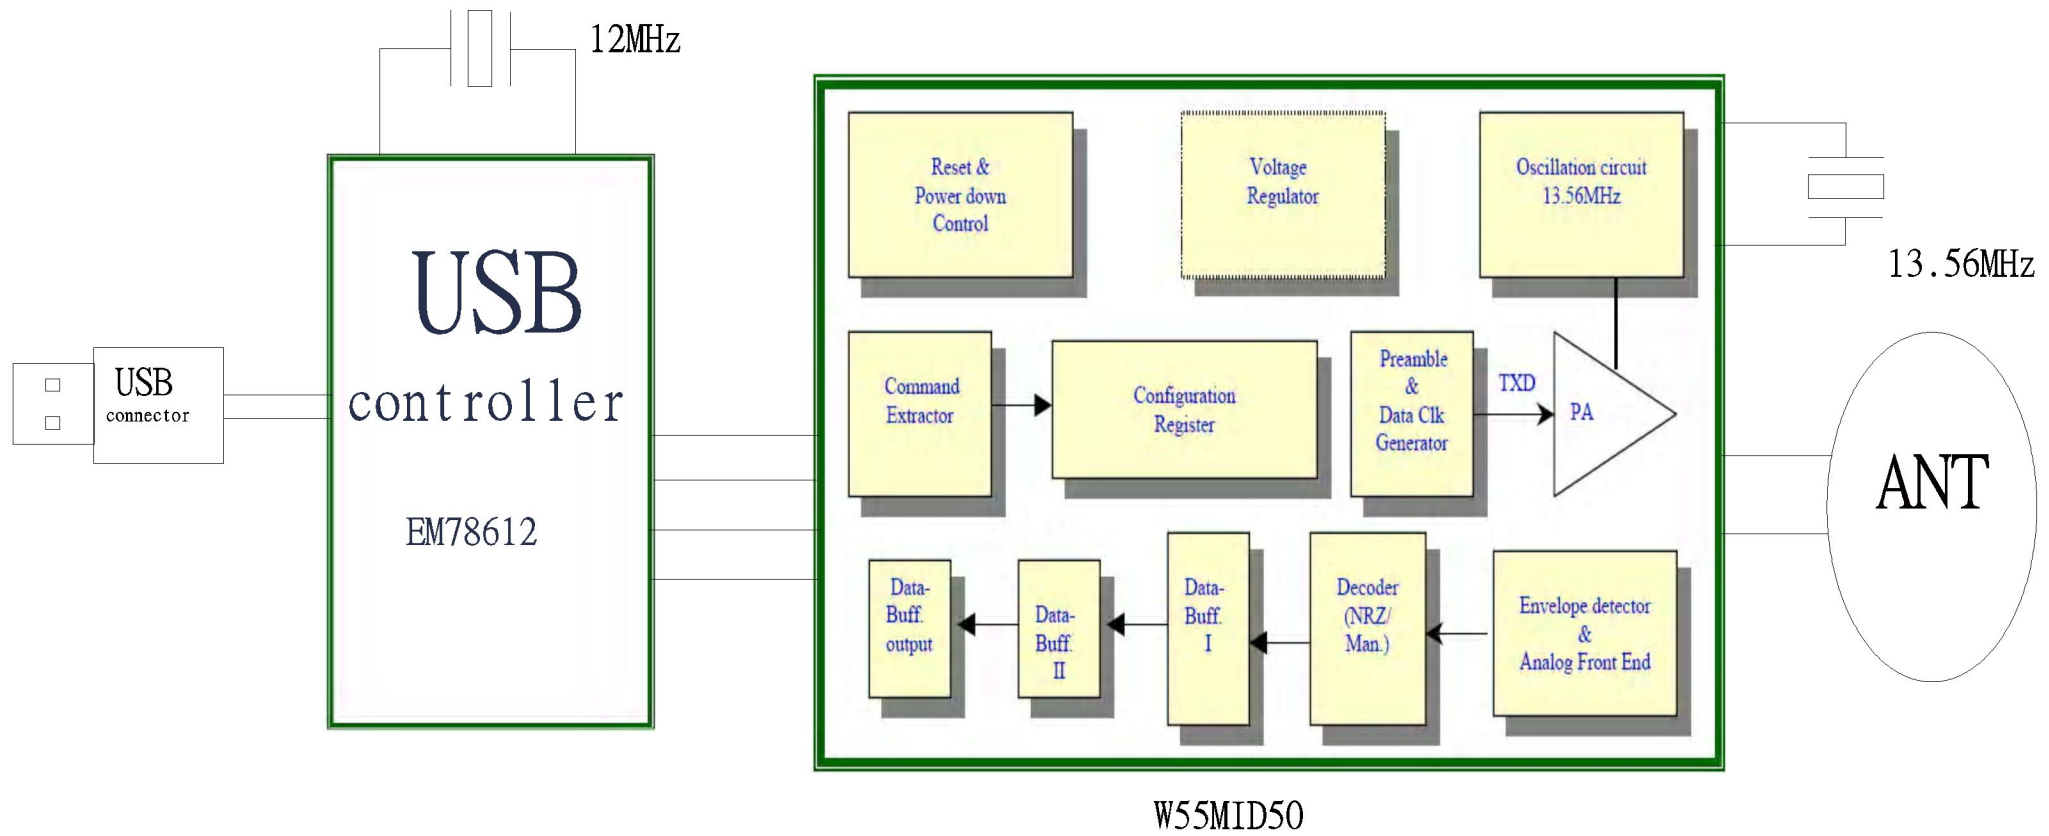 12MHz
USB
controller
EM78612
USB
connector
Reset &
Power down
Control
Voltage
Regulator
Oscillation circuit
13.56MHz
13.56MHz
Command
Extractor
Configuration
Register
Preamble
&
Data Clk
Generator
TXD
PA
ANT
Data-
Buff.
output
Data-
Buff.
II
Data-
Buff.
I
Decoder
(NRZ/
Man.)
Envelope detector
&
Analog Front End
W55MID50